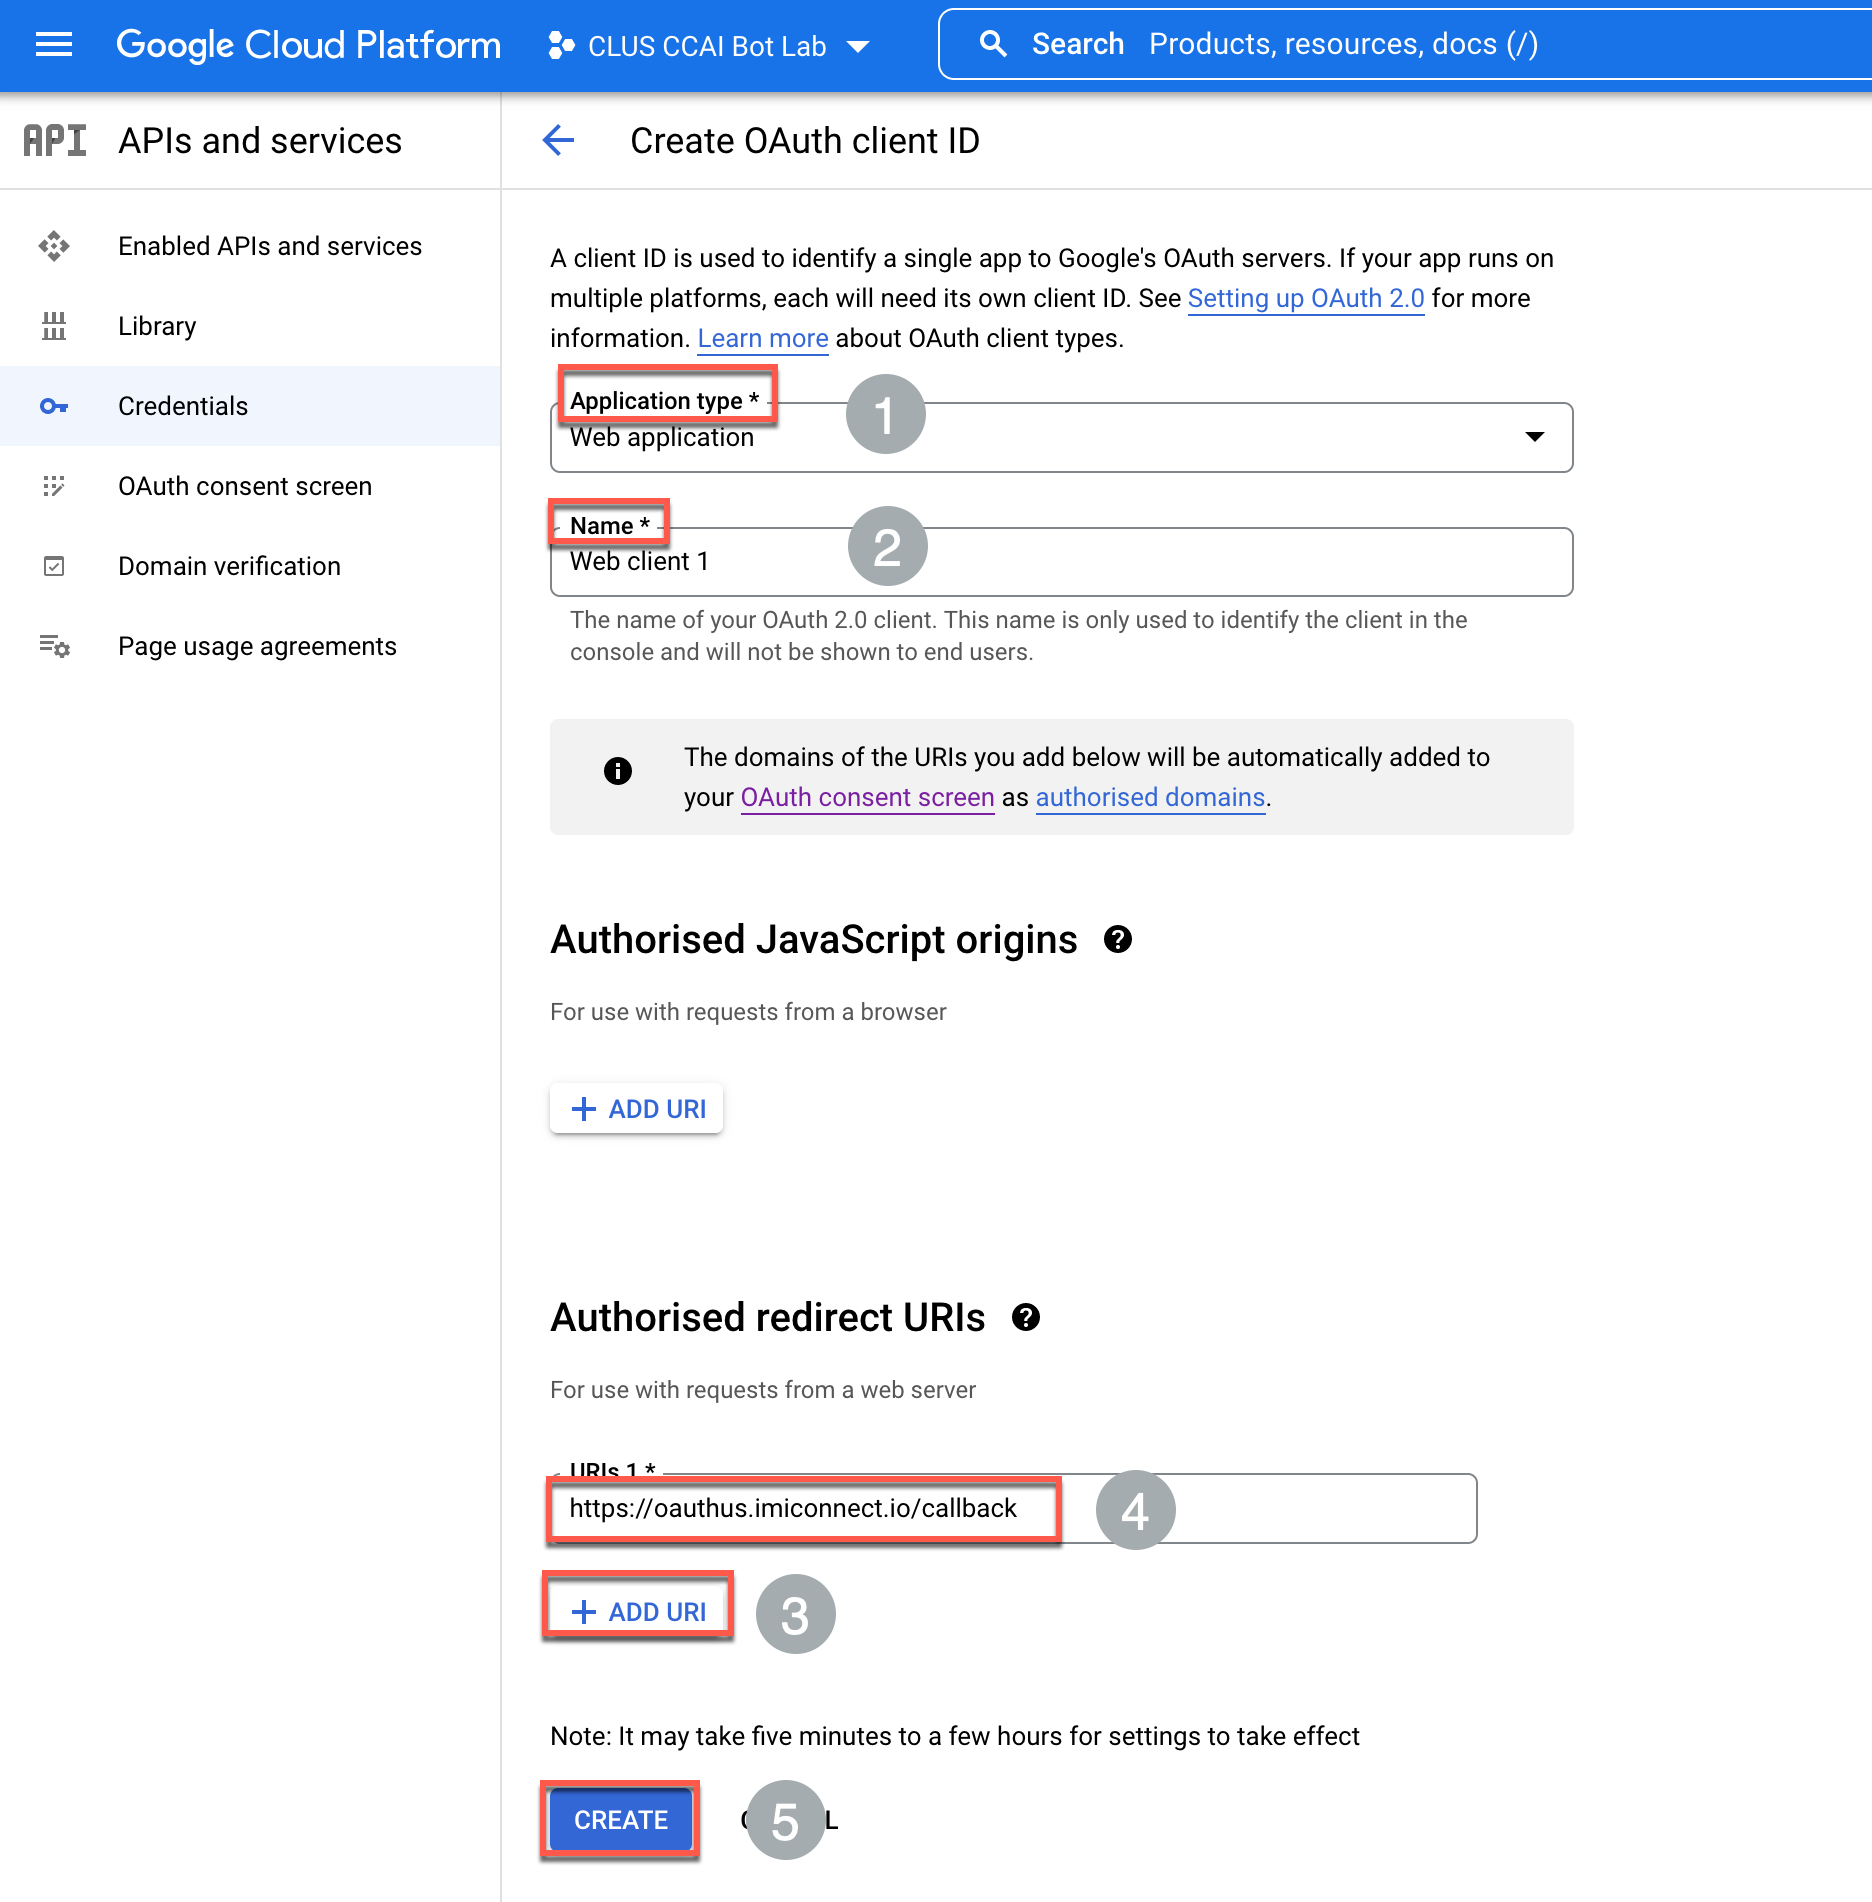 Google Cloud Platform
CLUS CCAI Bot Lab
Search Products, resources, docs (/)
API APIs and services
Create OAuth client ID
Enabled APIs and services
Library
Credentials
OAuth consent screen
Domain verification
Page usage agreements
A client ID is used to identify a single app to Google's OAuth servers. If your app runs on
multiple platforms, each will need its own client ID. See Setting up OAuth 2.0 for more
information. Learn more about OAuth client types.
Application type *
1
Web application
Name *
2
Web client 1
The name of your OAuth 2.0 client. This name is only used to identify the client in the
console and will not be shown to end users.
The domains of the URIs you add below will be automatically added to
your OAuth consent screen as authorised domains.
Authorised JavaScript origins
For use with requests from a browser
+ ADD URI
Authorised redirect URIs
For use with requests from a web server
URIs 1 *
https://oauthus.imiconnect.io/callback
4
+ ADD URI
3
Note: It may take five minutes to a few hours for settings to take effect
CREATE
5